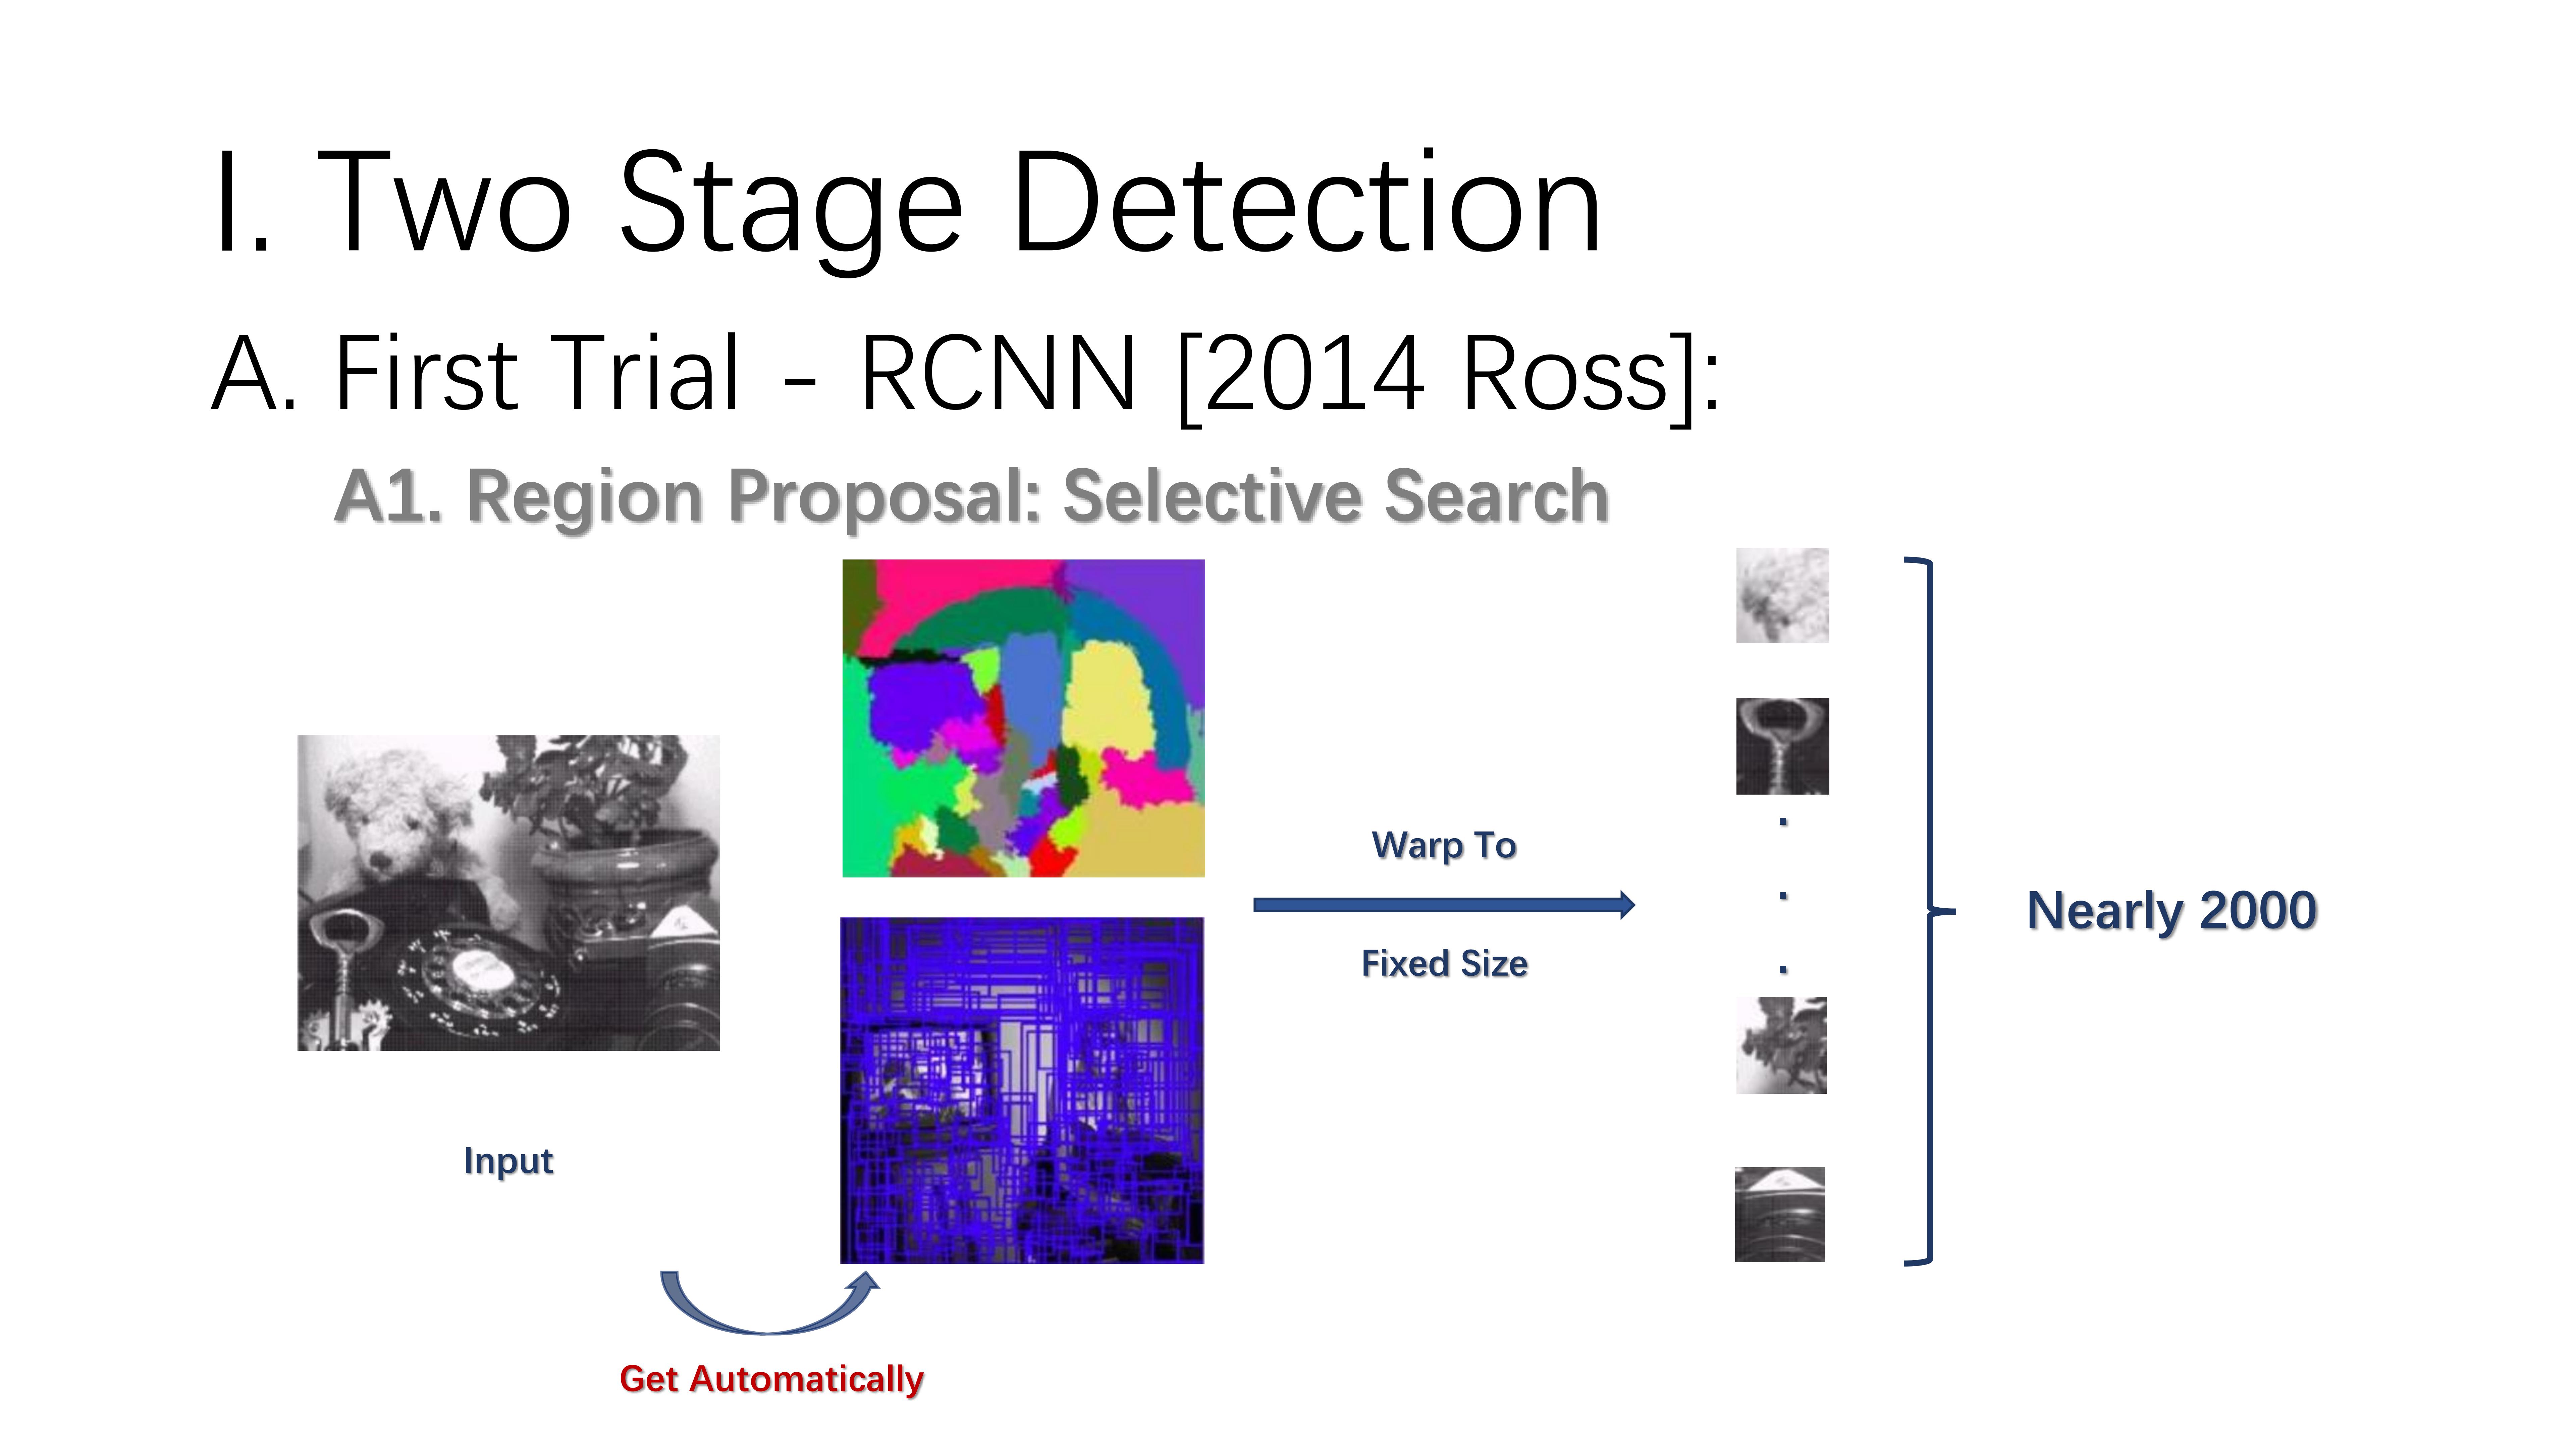 I. Two Stage Detection
A. First Trial - RCNN [2014 Ross]:
A1. Region Proposal: Selective Search
Input
Get Automatically
Warp To
Fixed Size
Nearly 2000